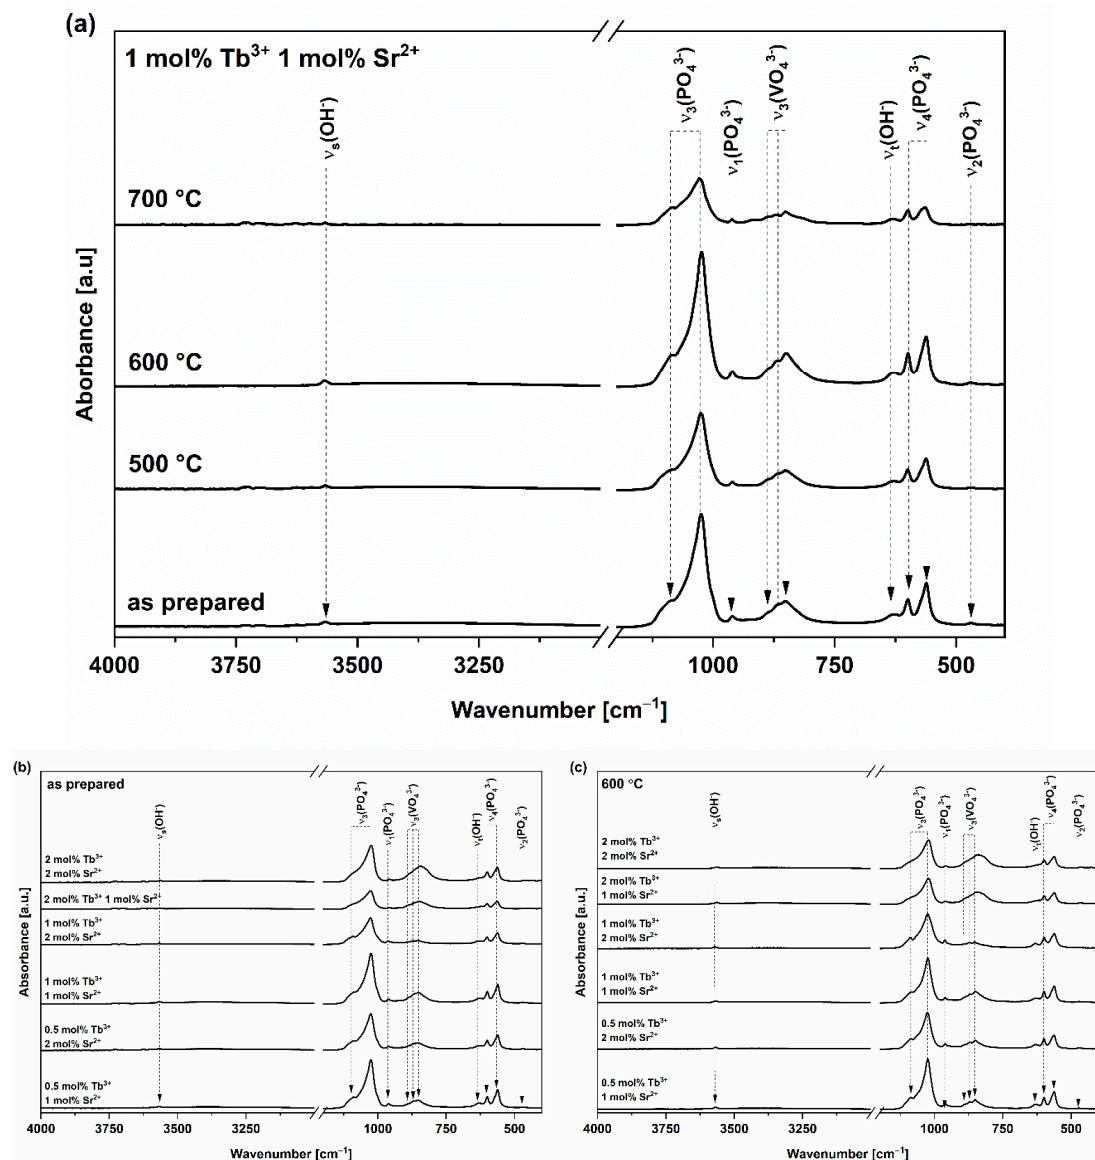 (a)
1 mol% Tb³⁺ 1 mol% Sr²⁺
νs(OH⁻)
ν₃(PO₄³⁻)
ν₁(PO₄³⁻)
ν₃(VO₄³⁻)
νt(OH⁻)
ν₄(PO₄³⁻)
ν₂(PO₄³⁻)
700 °C
600 °C
500 °C
as prepared
Aborbance [a.u]
4000
3750
3500
3250
1000
750
500
Wavenumber [cm⁻¹]
(b)
as prepared
νs(OH⁻)
ν₃(PO₄³⁻)
ν₁(PO₄³⁻)
ν₃(VO₄³⁻)
νt(OH⁻)
ν₄(PO₄³⁻)
ν₂(PO₄³⁻)
2 mol% Tb³⁺
2 mol% Sr²⁺
2 mol% Tb³⁺ 1 mol% Sr²⁺
1 mol% Tb³⁺
2 mol% Sr²⁺
1 mol% Tb³⁺
1 mol% Sr²⁺
0.5 mol% Tb³⁺
2 mol% Sr²⁺
0.5 mol% Tb³⁺
1 mol% Sr²⁺
Absorbance [a.u.]
4000
3500
3250
1000
750
500
Wavenumber [cm⁻¹]
(c)
600 °C
νs(OH⁻)
ν₃(PO₄³⁻)
ν₁(PO₄³⁻)
ν₃(VO₄³⁻)
νt(OH⁻)
ν₄(PO₄³⁻)
ν₂(PO₄³⁻)
2 mol% Tb³⁺
2 mol% Sr²⁺
2 mol% Tb³⁺
1 mol% Sr²⁺
1 mol% Tb³⁺
2 mol% Sr²⁺
1 mol% Tb³⁺
1 mol% Sr²⁺
0.5 mol% Tb³⁺
2 mol% Sr²⁺
0.5 mol% Tb³⁺
1 mol% Sr²⁺
Absorbance [a.u.]
4000
3500
3250
1000
750
500
Wavenumber [cm⁻¹]